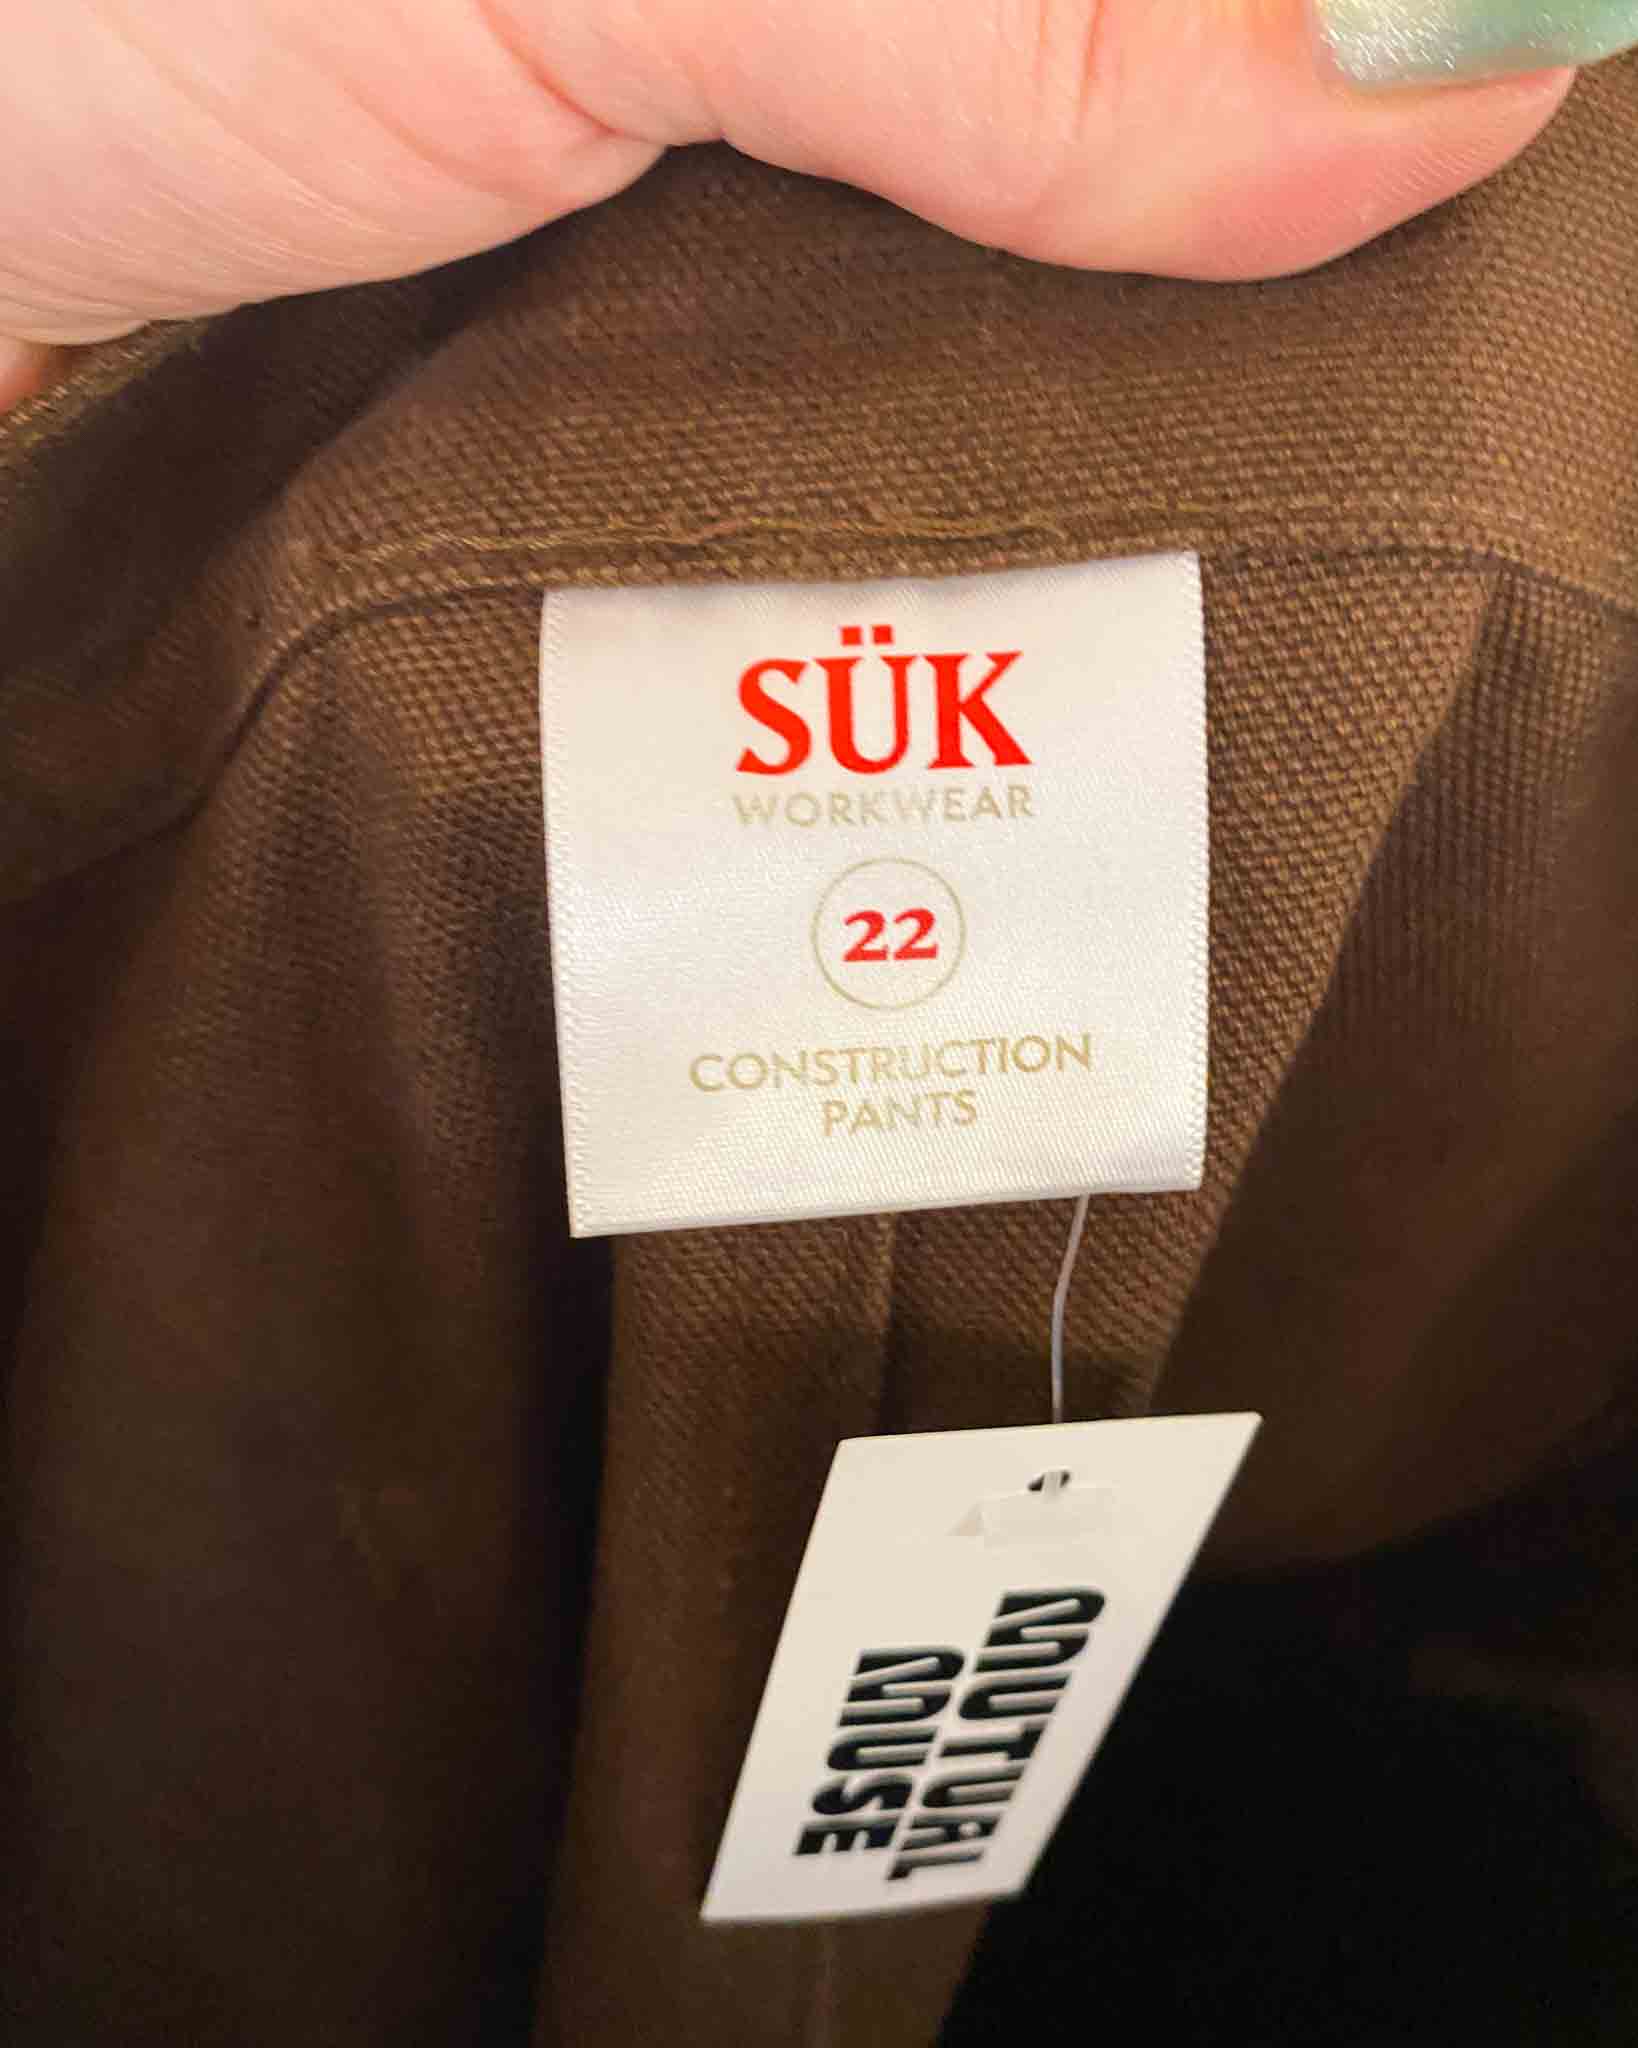 SÜK
WORKWEAR
22
CONSTRUCTION
PANTS
MUTUAL
MUSE